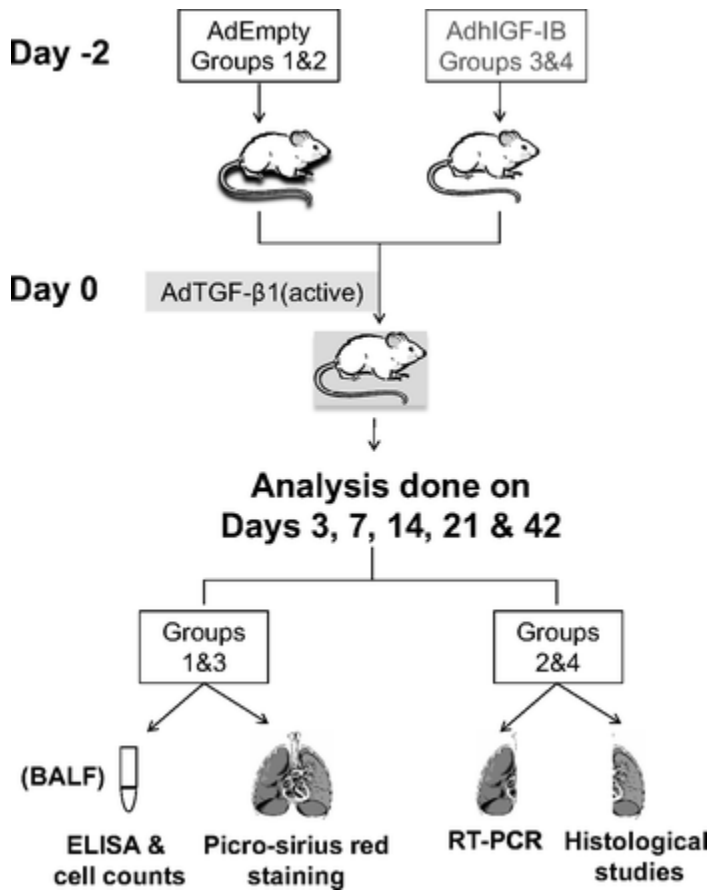 Day -2
AdEmpty
Groups 1&2
AdhIGF-IB
Groups 3&4
Day 0
AdTGF-β1(active)
Analysis done on
Days 3, 7, 14, 21 & 42
Groups
1&3
Groups
2&4
(BALF)
ELISA &
cell counts
Picro-sirius red
staining
RT-PCR
Histological
studies